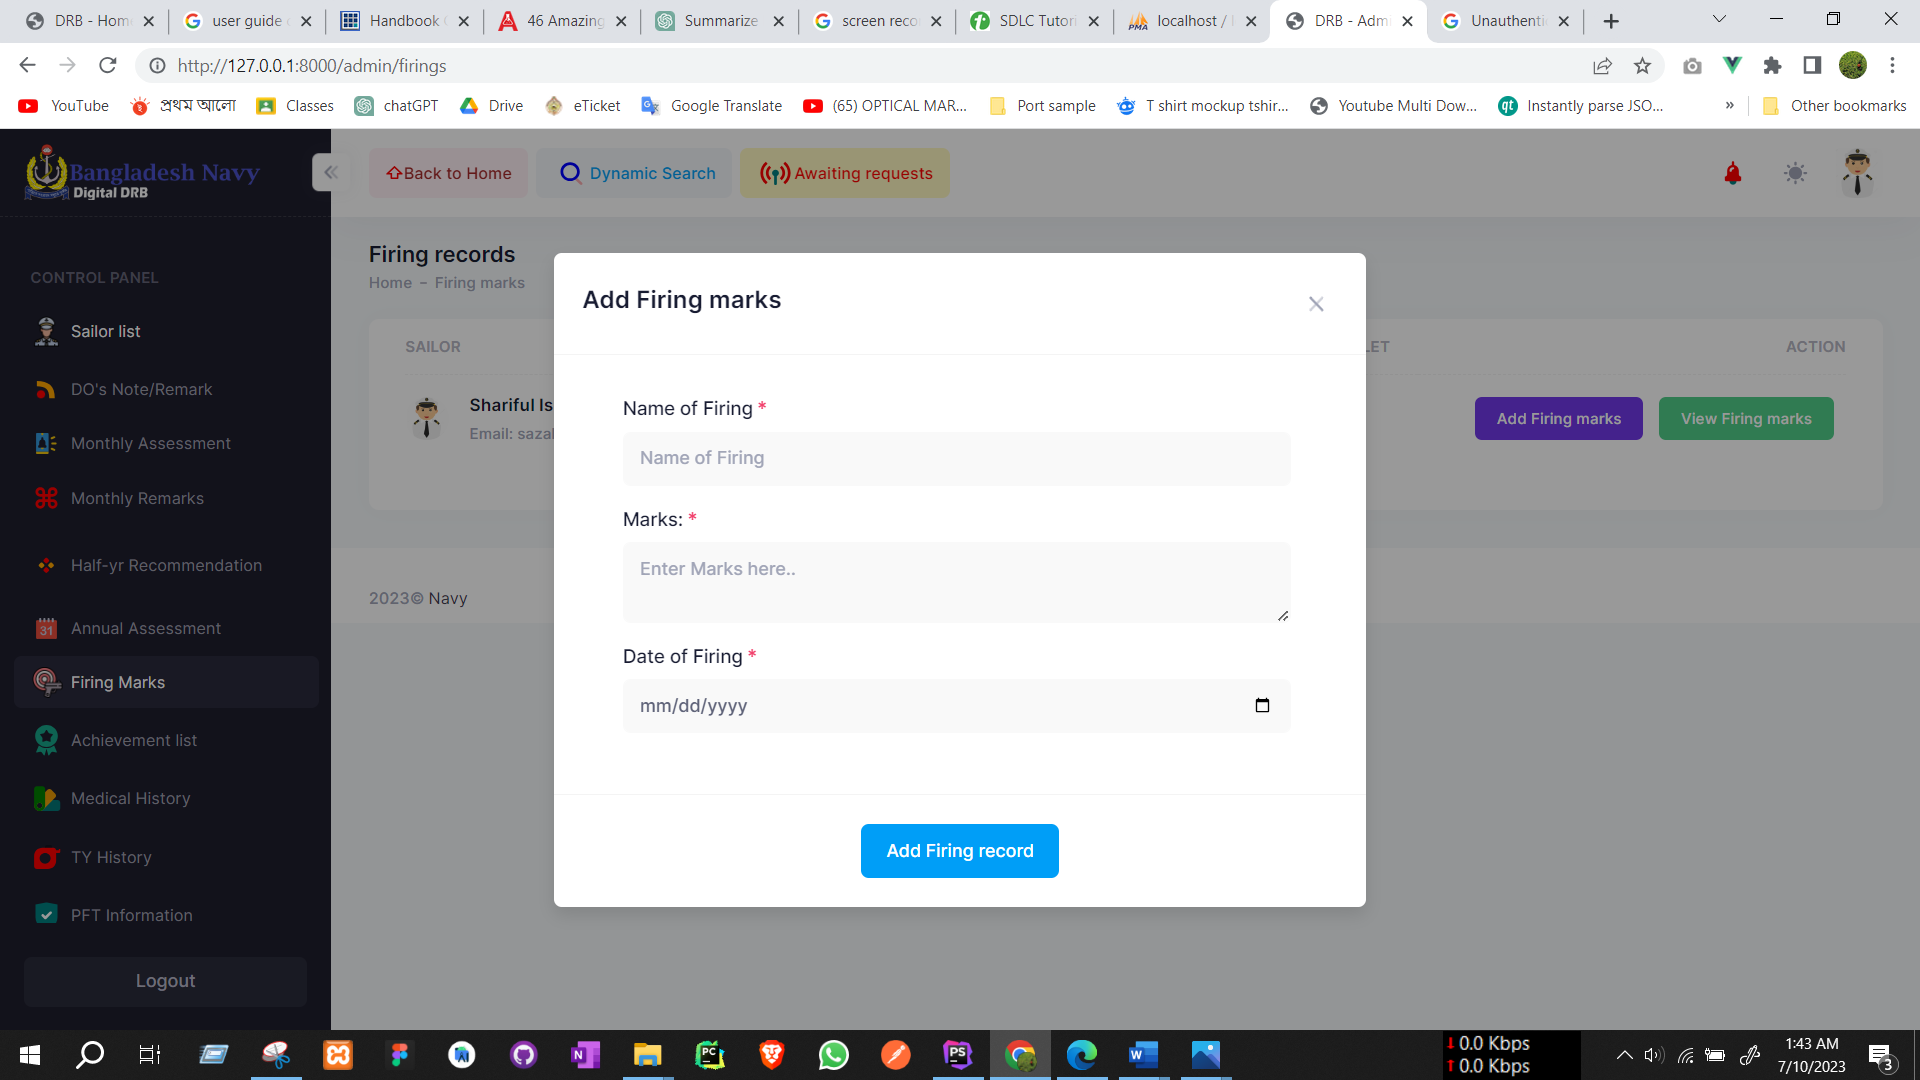 DRB - Hom
user guide
Handbook
46 Amazing
Summarize
screen reco
SDLC Tutori
localhost /
DRB - Adm
Unauthenti
http://127.0.0.1:8000/admin/firings
YouTube
প্রথম আলো
Classes
chatGPT
Drive
eTicket
Google Translate
(65) OPTICAL MAR...
Port sample
T shirt mockup tshir...
Youtube Multi Dow...
Instantly parse JSO...
»
Other bookmarks
Bangladesh Navy
Digital DRB
Back to Home
Dynamic Search
Awaiting requests
CONTROL PANEL
Sailor list
DO's Note/Remark
Monthly Assessment
Monthly Remarks
Half-yr Recommendation
Annual Assessment
Firing Marks
Achievement list
Medical History
TY History
PFT Information
Logout
Firing records
Home – Firing marks
SAILOR
LET
ACTION
Shariful Is
Email: saza
Add Firing marks
View Firing marks
2023© Navy
Add Firing marks
Name of Firing *
Name of Firing
Marks: *
Enter Marks here..
Date of Firing *
mm/dd/yyyy
Add Firing record
0.0 Kbps
0.0 Kbps
1:43 AM
7/10/2023
3